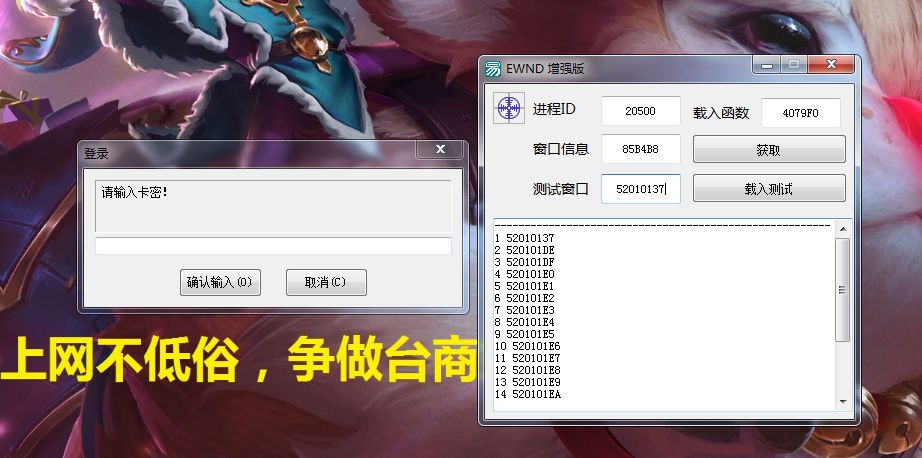 EWND 增强版
进程ID 20500 载入函数 4079F0
窗口信息 85B4B8 获取
测试窗口 52010137 载入测试
1 52010137
2 520101DE
3 520101DF
4 520101E0
5 520101E1
6 520101E2
7 520101E3
8 520101E4
9 520101E5
10 520101E6
11 520101E7
12 520101E8
13 520101E9
14 520101EA
登录
请输入卡密!
确认输入(O) 取消(C)
上网不低俗，争做台商